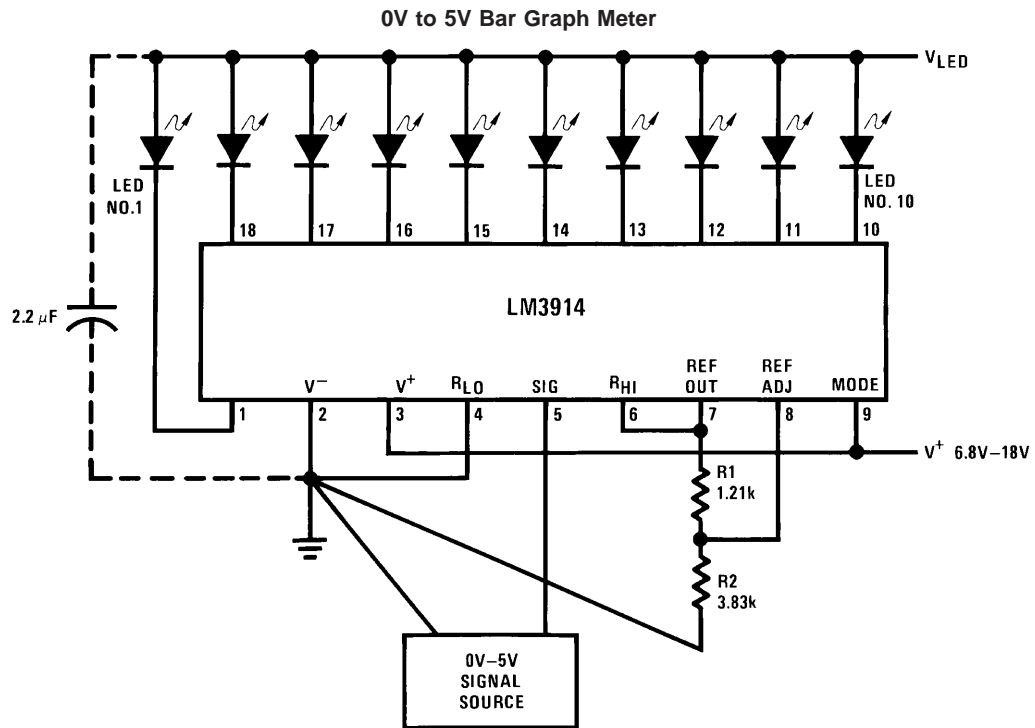 0V to 5V Bar Graph Meter
VLED
LED
NO.1
LED
NO. 10
18 17 16 15 14 13 12 11 10
2.2 μF
LM3914
V− V+ RLO SIG RHI REF OUT REF ADJ MODE
1 2 3 4 5 6 7 8 9
V+ 6.8V–18V
R1
1.21k
R2
3.83k
0V–5V
SIGNAL
SOURCE